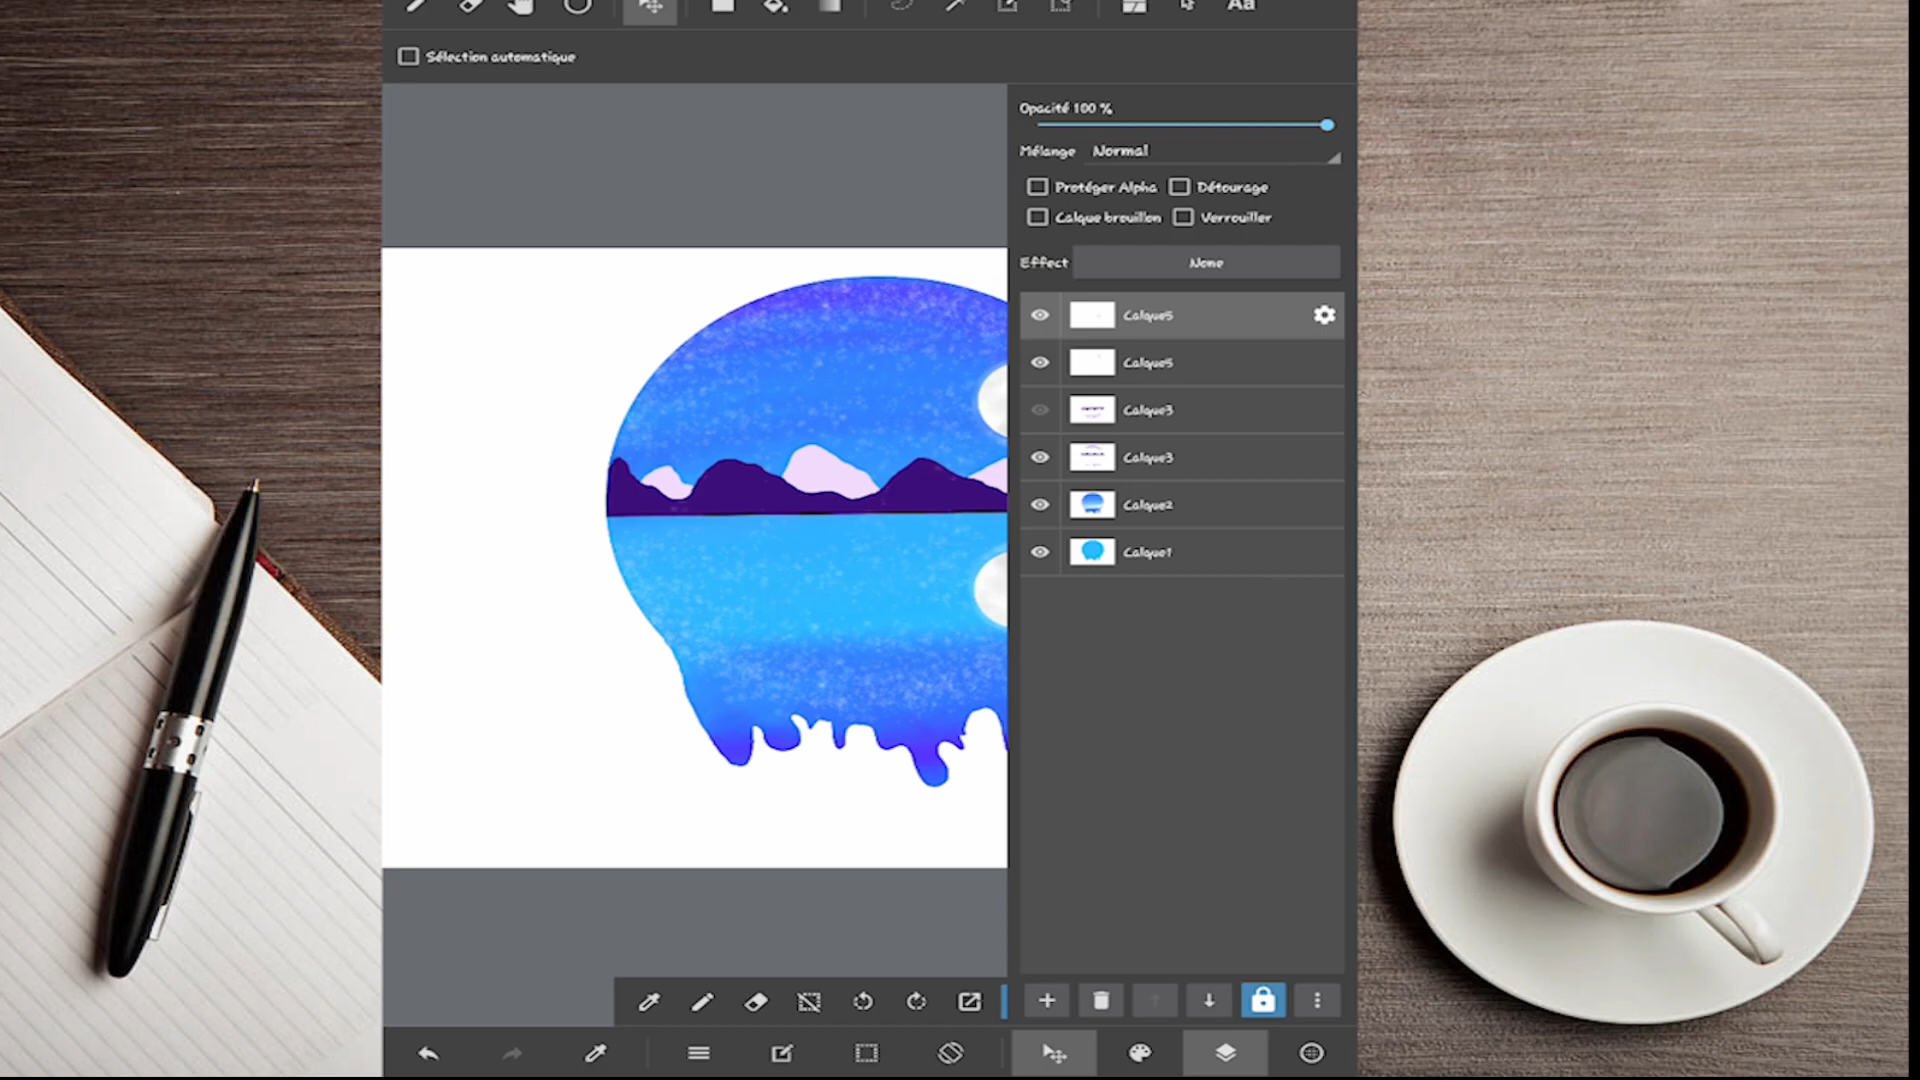 Aa
Sélection automatique
Opacité 100 %
Mélange Normal
Protéger Alpha Détourage
Calque brouillon Verrouiller
Effect None
Calque5
Calque5
Calque3
Calque3
Calque2
Calque1